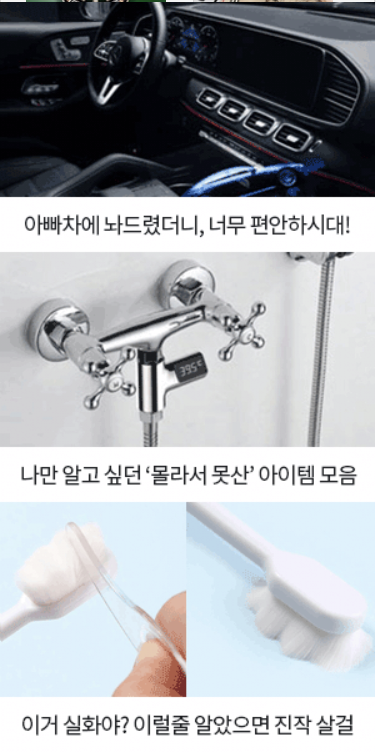 아빠차에 놔드렸더니, 너무 편안하시대!
39.5°
나만 알고 싶던 ‘몰라서 못산’ 아이템 모음
이거 실화야? 이럴줄 알았으면 진작 살걸